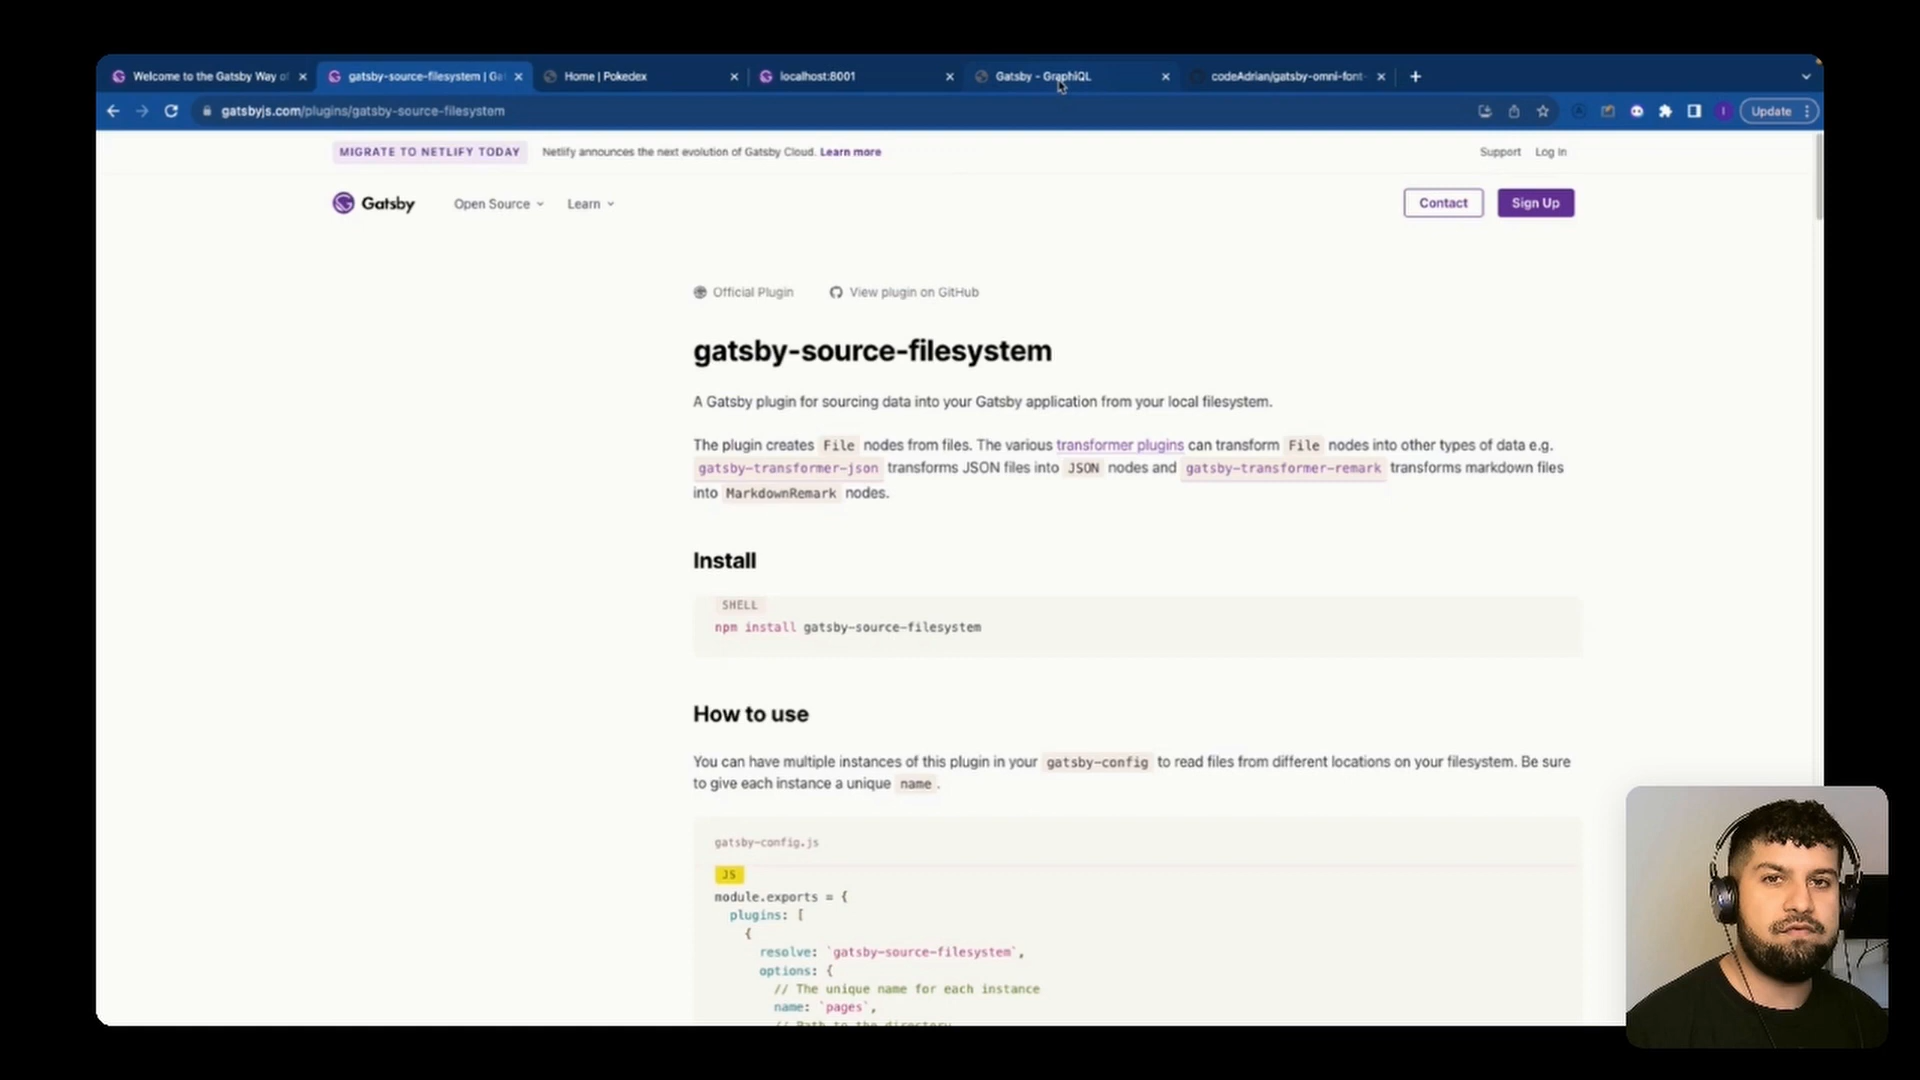 Welcome to the Gatsby Way of
gatsby-source-filesystem | Ga
Home | Pokedex
localhost:8001
Gatsby - GraphiQL
codeAdrian/gatsby-omni-font-
gatsbyjs.com/plugins/gatsby-source-filesystem
Update
MIGRATE TO NETLIFY TODAY
Netlify announces the next evolution of Gatsby Cloud. Learn more
Support
Log In
Gatsby
Open Source
Learn
Contact
Sign Up
Official Plugin
View plugin on GitHub
gatsby-source-filesystem
A Gatsby plugin for sourcing data into your Gatsby application from your local filesystem.
The plugin creates File nodes from files. The various transformer plugins can transform File nodes into other types of data e.g.
gatsby-transformer-json transforms JSON files into JSON nodes and gatsby-transformer-remark transforms markdown files
into MarkdownRemark nodes.
Install
SHELL
npm install gatsby-source-filesystem
How to use
You can have multiple instances of this plugin in your gatsby-config to read files from different locations on your filesystem. Be sure
to give each instance a unique name.
gatsby-config.js
JS
module.exports = {
plugins: [
{
resolve: `gatsby-source-filesystem`,
options: {
// The unique name for each instance
name: `pages`,
// Path to the directory